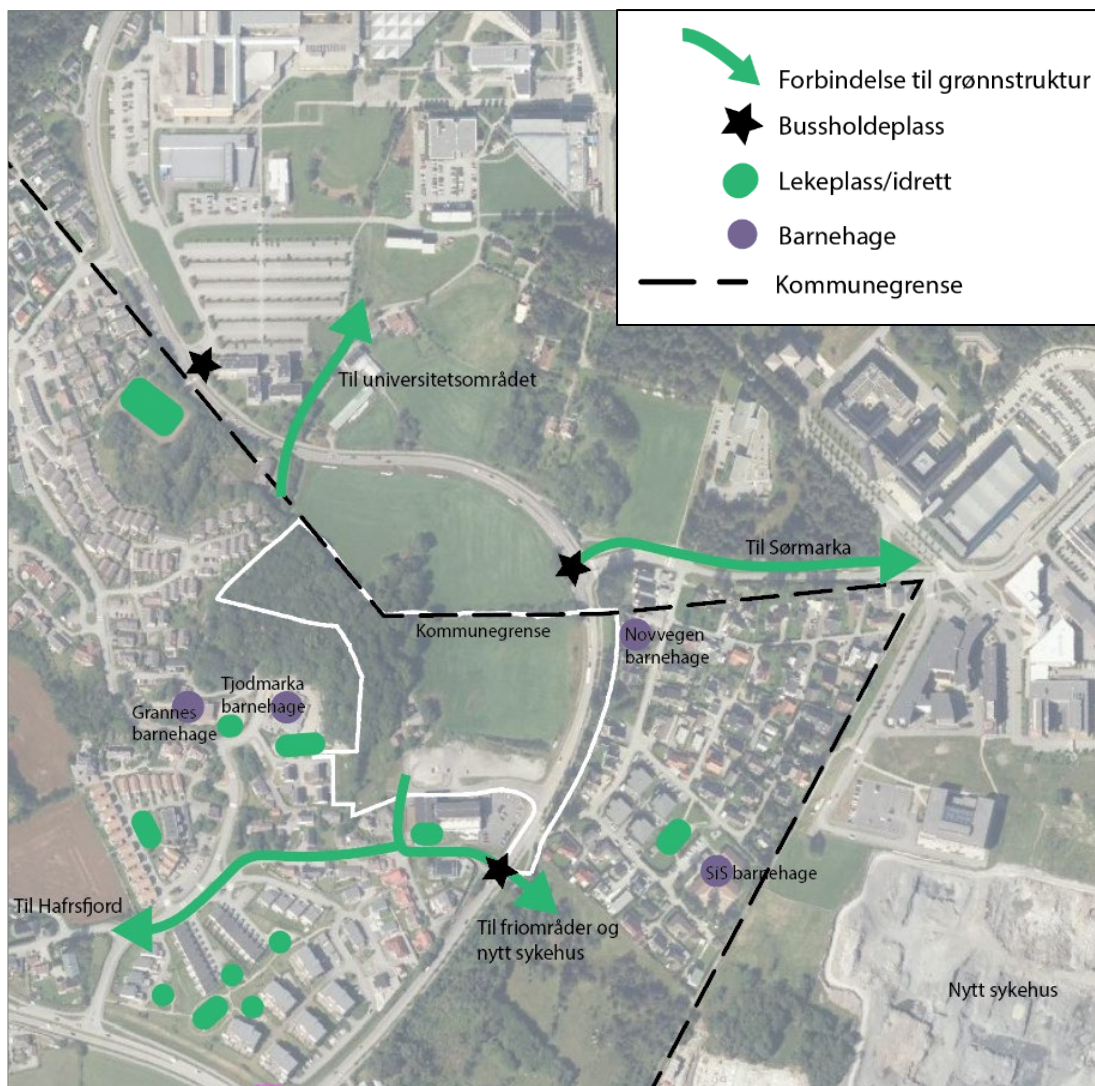 Forbindelse til grønnstruktur
Bussholdeplass
Lekeplass/idrett
Barnehage
Kommunegrense
Til universitetsområdet
Til Sørmarka
Kommunegrense
Novvegen
barnehage
Tjodmarka
barnehage
Grannes
barnehage
SiS barnehage
Til Hafrsfjord
Til friområder og
nytt sykehus
Nytt sykehus